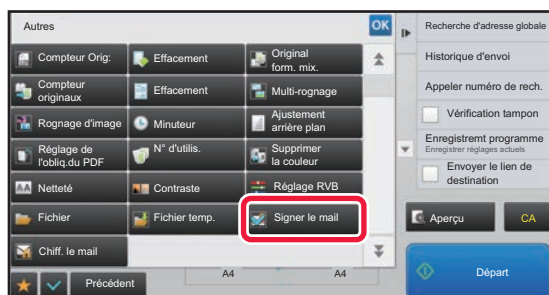 Autres
OK
Compteur Orig:
Effacement
Original
form. mix.
Compteur
originaux
Effacement
Multi-rognage
Rognage d'image
Minuteur
Ajustement
arrière plan
Réglage de
l'obliq.du PDF
N° d'utilis.
Supprimer
la couleur
AA
Netteté
Contraste
Réglage RVB
Fichier
Fichier temp.
Signer le mail
Chiff. le mail
Précédent
A4
A4
Recherche d'adresse globale
Historique d'envoi
Appeler numéro de rech.
Vérification tampon
Enregistremt programme
Enregistrer réglages actuels
Envoyer le lien de
destination
Aperçu
CA
Départ